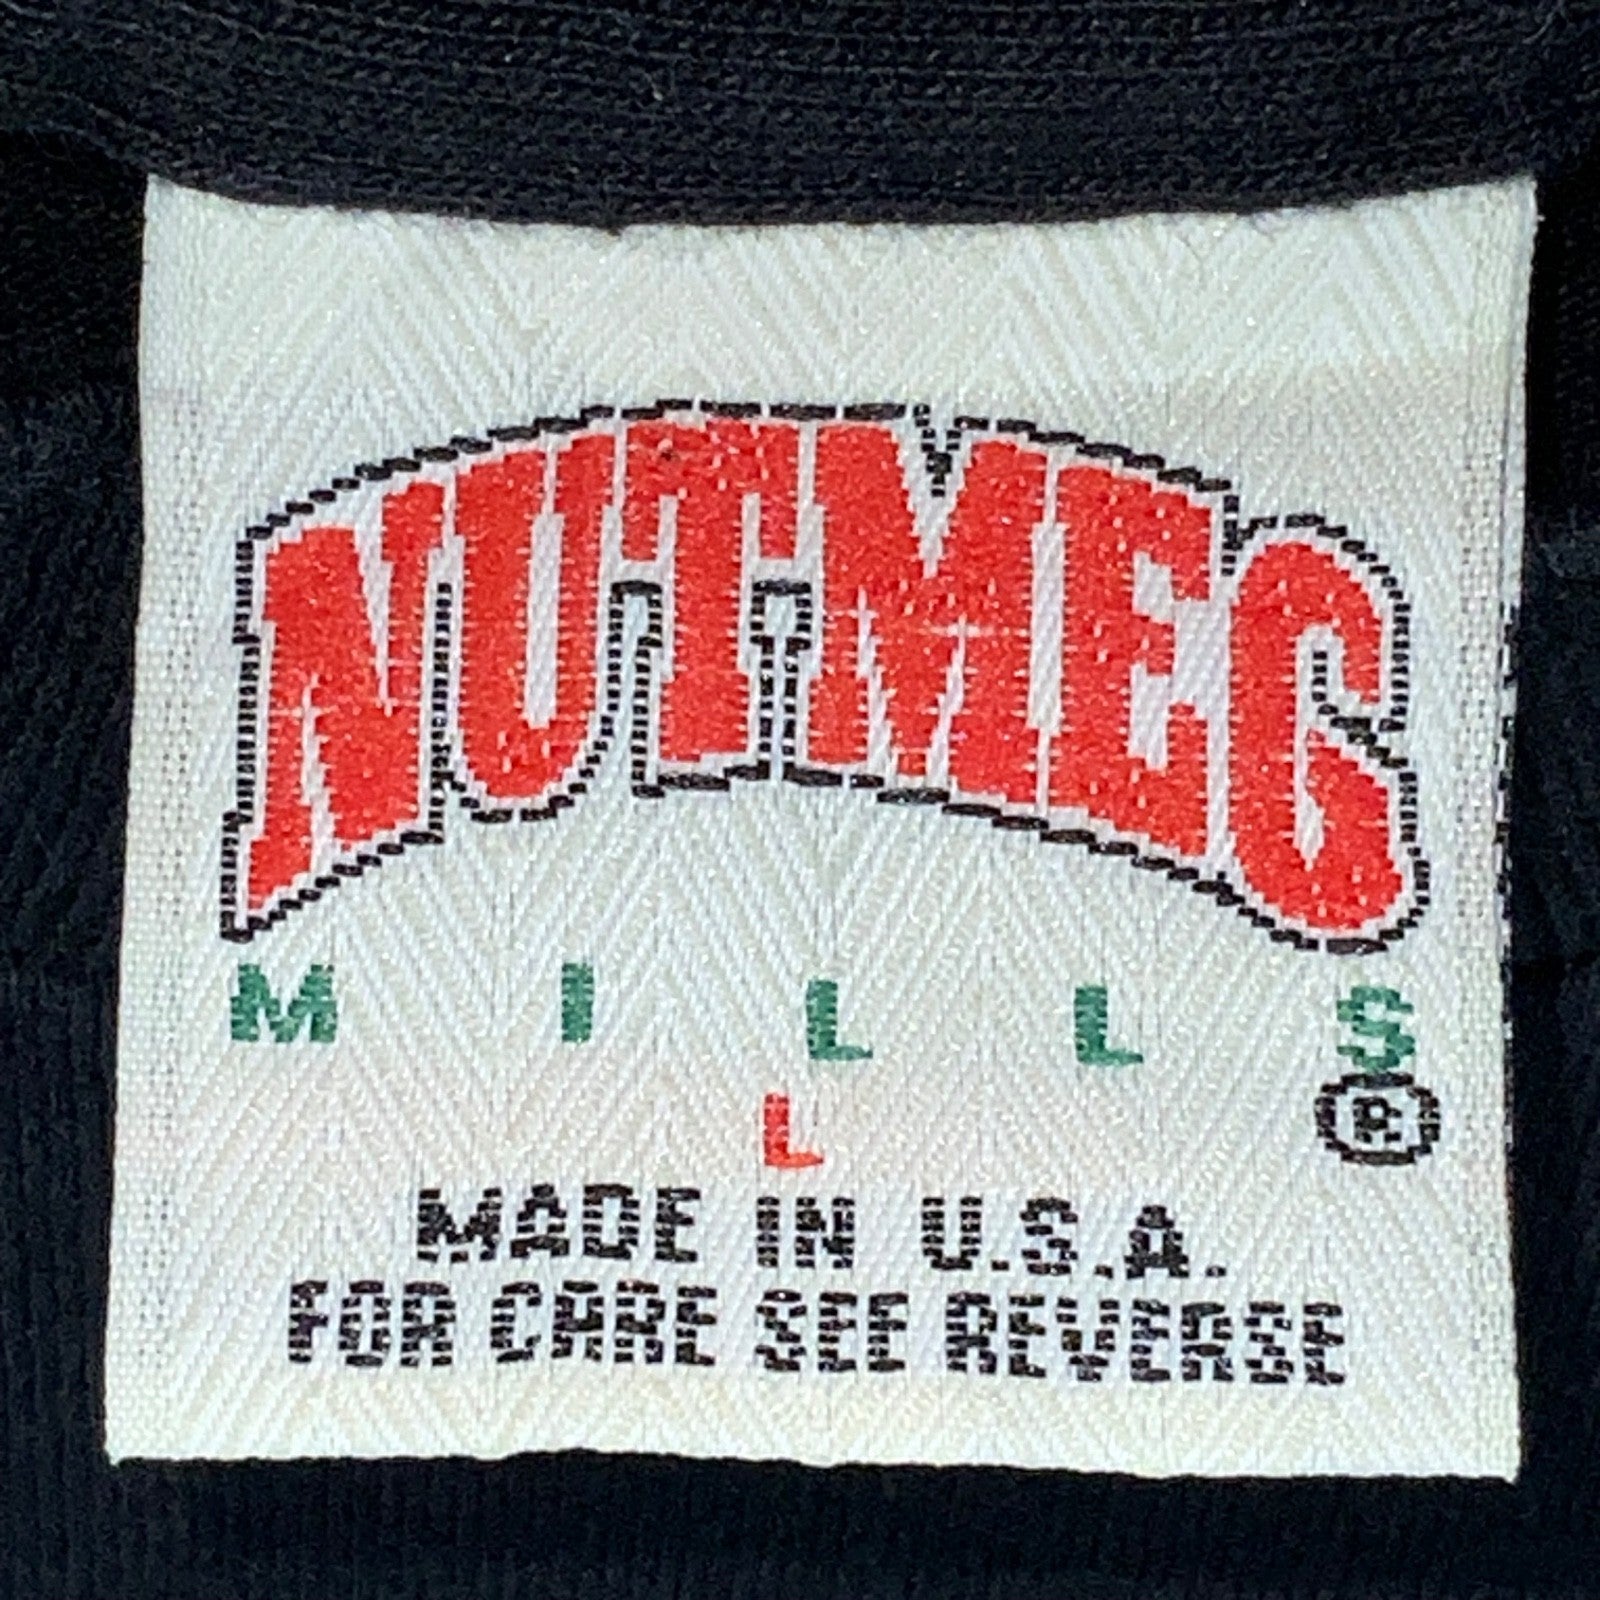 NUTMEG
MILLS
®
L
MADE IN U.S.A.
FOR CARE SEE REVERSE